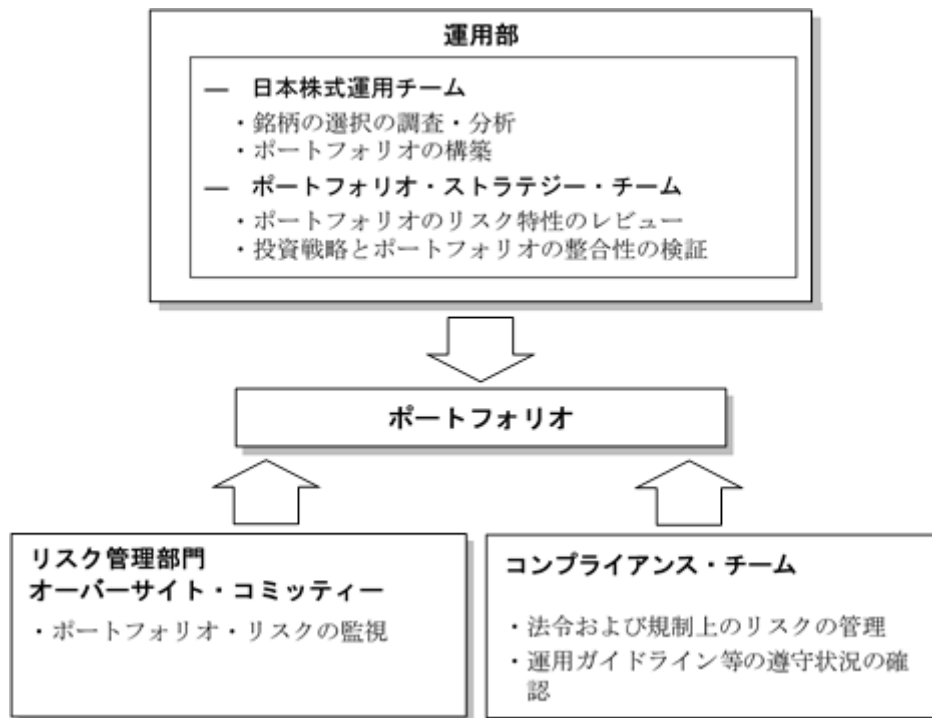 運用部
― 日本株式運用チーム
・銘柄の選択の調査・分析
・ポートフォリオの構築
― ポートフォリオ・ストラテジー・チーム
・ポートフォリオのリスク特性のレビュー
・投資戦略とポートフォリオの整合性の検証
ポートフォリオ
リスク管理部門
オーバーサイト・コミッティー
・ポートフォリオ・リスクの監視
コンプライアンス・チーム
・法令および規制上のリスクの管理
・運用ガイドライン等の遵守状況の確
認